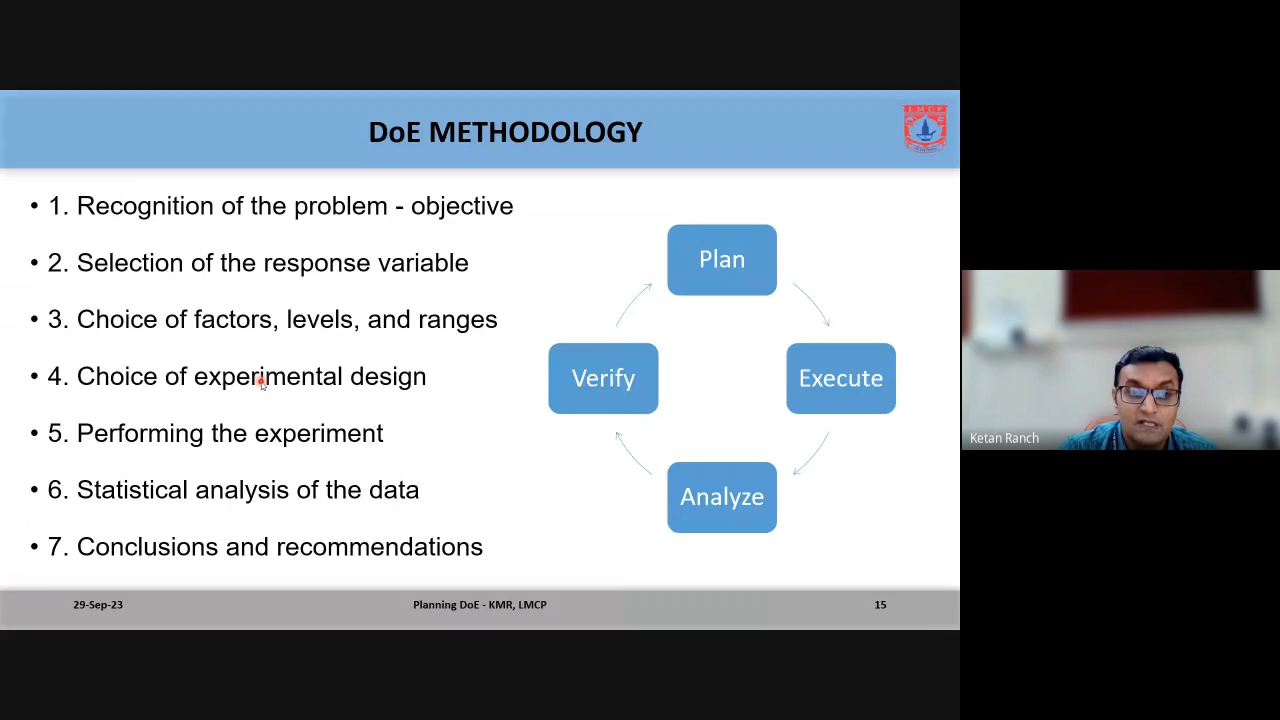 DoE METHODOLOGY
LMCP
• 1. Recognition of the problem - objective
• 2. Selection of the response variable
• 3. Choice of factors, levels, and ranges
• 4. Choice of experimental design
• 5. Performing the experiment
• 6. Statistical analysis of the data
• 7. Conclusions and recommendations
Plan
Verify
Execute
Analyze
Ketan Ranch
29-Sep-23
Planning DoE - KMR, LMCP
15